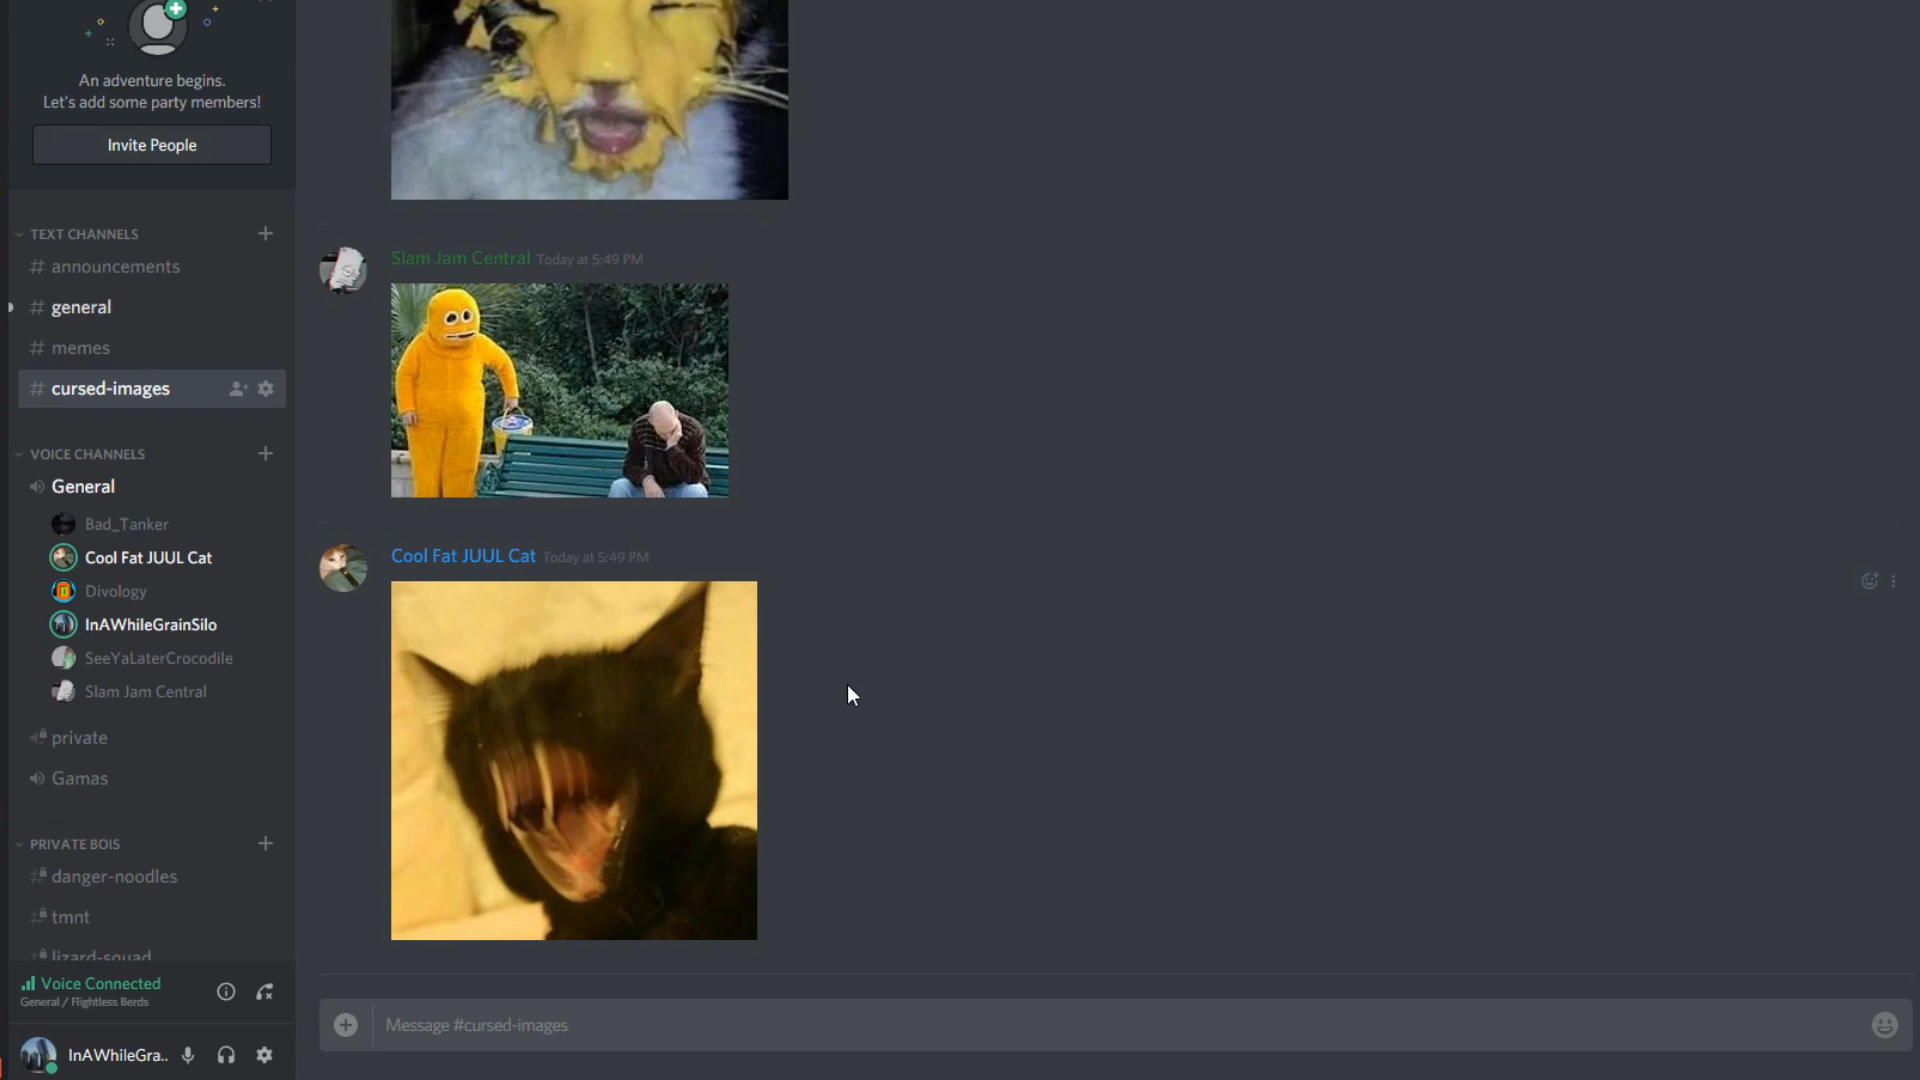 An adventure begins.
Let's add some party members!
Invite People
TEXT CHANNELS
announcements
general
memes
cursed-images
VOICE CHANNELS
General
Bad_Tanker
Cool Fat JUUL Cat
Divology
InAWhileGrainSilo
SeeYaLaterCrocodile
Slam Jam Central
private
Gamas
PRIVATE BOIS
danger-noodles
tmnt
lizard-squad
Voice Connected
General / Flightless Berds
InAWhileGra..
Slam Jam Central Today at 5:49 PM
Cool Fat JUUL Cat Today at 5:49 PM
Message #cursed-images